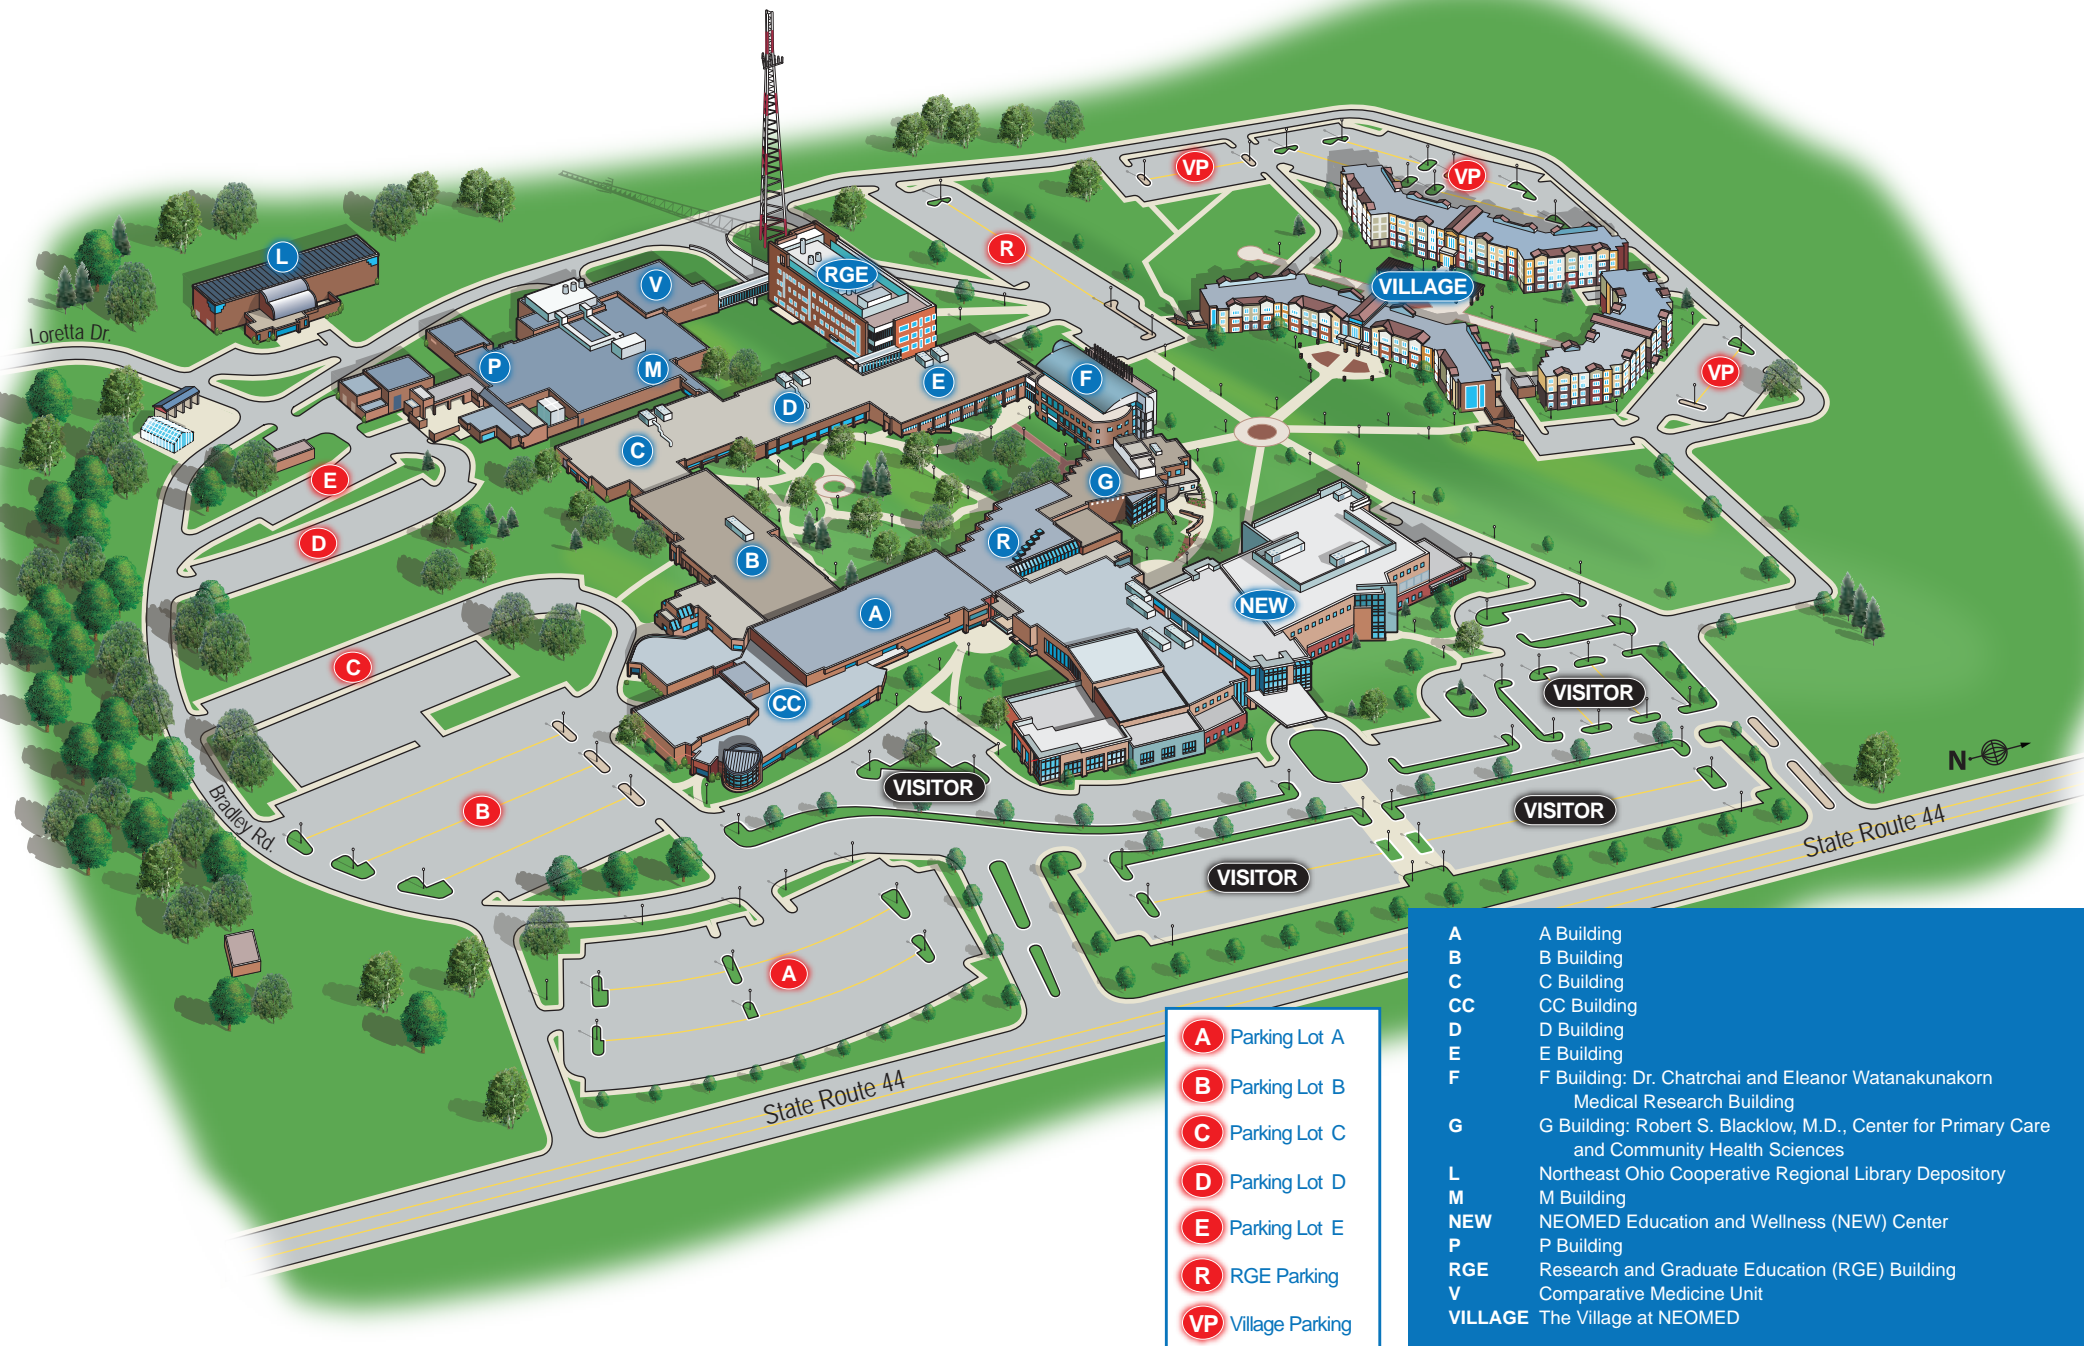 VP
VP
L
RGE
R
V
VILLAGE
Loretta Dr.
P
M
E
F
VP
D
C
E
G
D
R
B
NEW
A
C
VISITOR
CC
N
VISITOR
B
VISITOR
Bradley Rd.
State Route 44
VISITOR
A
State Route 44
A Parking Lot A
B Parking Lot B
C Parking Lot C
D Parking Lot D
E Parking Lot E
R RGE Parking
VP Village Parking
A A Building
B B Building
C C Building
CC CC Building
D D Building
E E Building
F F Building: Dr. Chatrchai and Eleanor Watanakunakorn
Medical Research Building
G G Building: Robert S. Blacklow, M.D., Center for Primary Care
and Community Health Sciences
L Northeast Ohio Cooperative Regional Library Depository
M M Building
NEW NEOMED Education and Wellness (NEW) Center
P P Building
RGE Research and Graduate Education (RGE) Building
V Comparative Medicine Unit
VILLAGE The Village at NEOMED